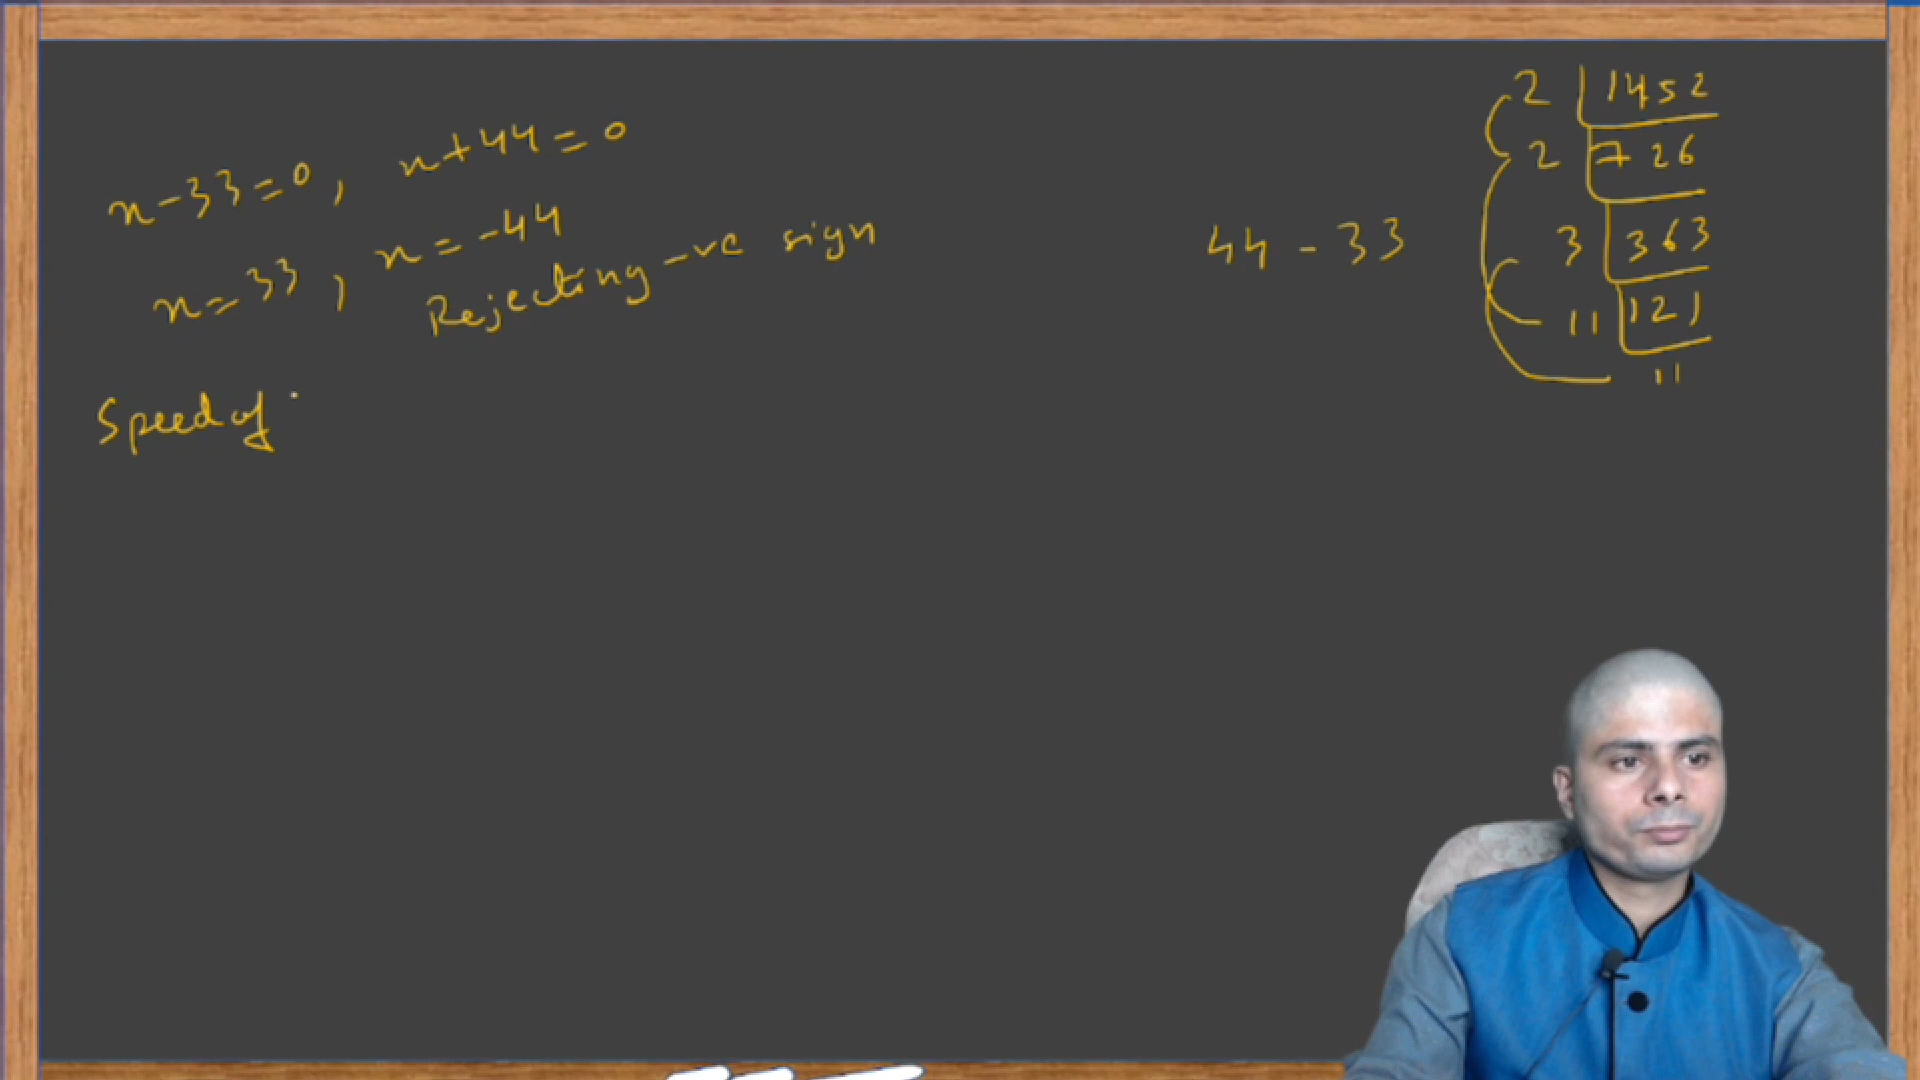 x-33=0, x+44=0
x=33, x=-44
Rejecting -ve sign
Speed of
44-33
2 | 1452
2 | 726
3 | 363
11 | 121
11